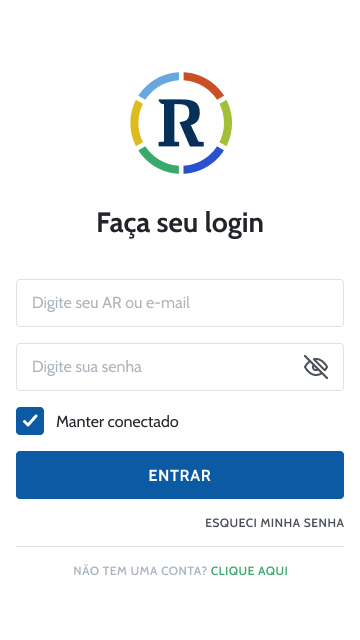 R
Faça seu login
Digite seu AR ou e-mail
Digite sua senha
Manter conectado
ENTRAR
ESQUECI MINHA SENHA
NÃO TEM UMA CONTA? CLIQUE AQUI